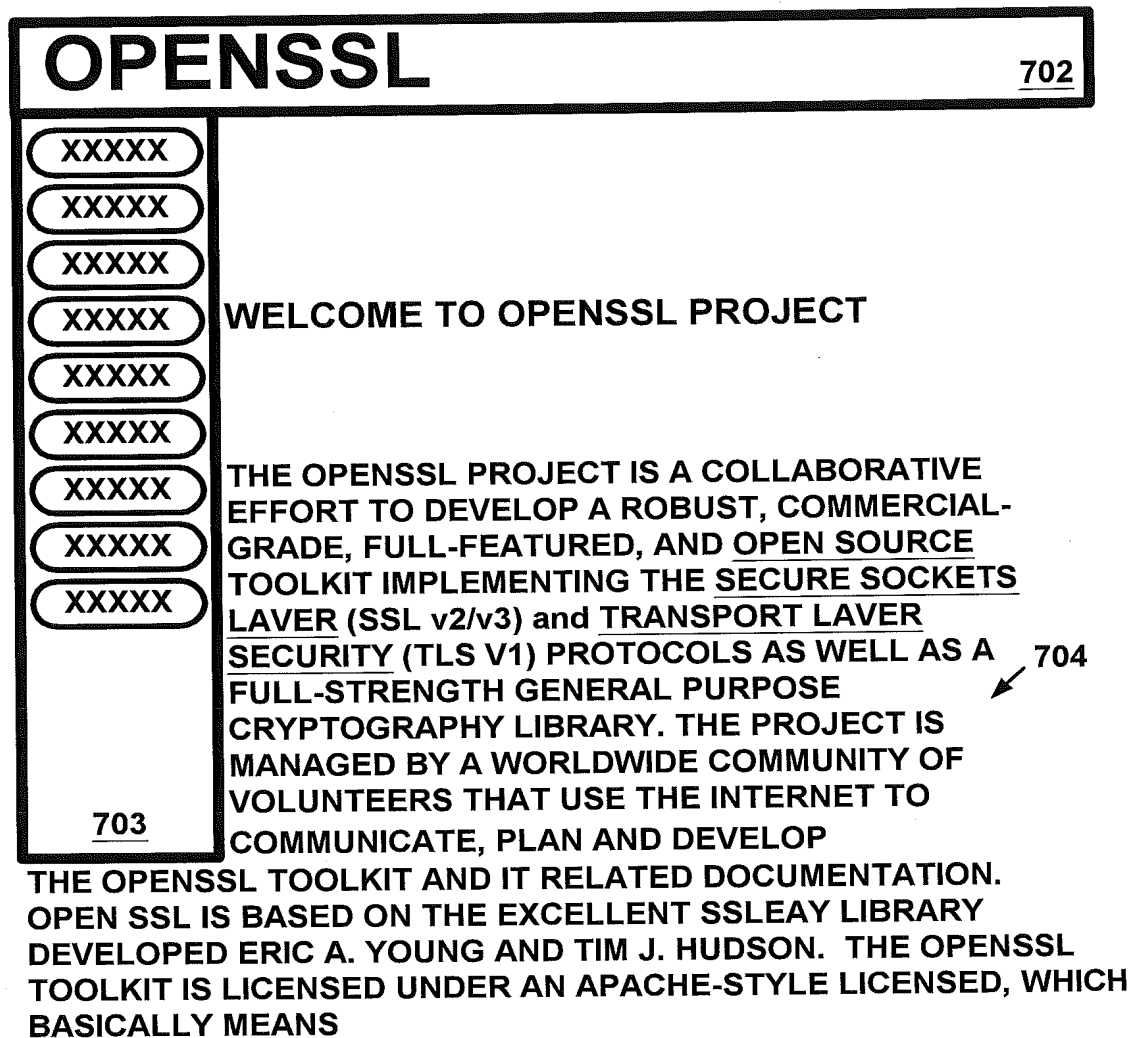 OPENSSL
702
XXXXX
XXXXX
XXXXX
XXXXX
XXXXX
XXXXX
XXXXX
XXXXX
XXXXX
703
WELCOME TO OPENSSL PROJECT
THE OPENSSL PROJECT IS A COLLABORATIVE
EFFORT TO DEVELOP A ROBUST, COMMERCIAL-
GRADE, FULL-FEATURED, AND OPEN SOURCE
TOOLKIT IMPLEMENTING THE SECURE SOCKETS
LAVER (SSL v2/v3) and TRANSPORT LAVER
SECURITY (TLS V1) PROTOCOLS AS WELL AS A
704
FULL-STRENGTH GENERAL PURPOSE
CRYPTOGRAPHY LIBRARY. THE PROJECT IS
MANAGED BY A WORLDWIDE COMMUNITY OF
VOLUNTEERS THAT USE THE INTERNET TO
COMMUNICATE, PLAN AND DEVELOP
THE OPENSSL TOOLKIT AND IT RELATED DOCUMENTATION.
OPEN SSL IS BASED ON THE EXCELLENT SSLEAY LIBRARY
DEVELOPED ERIC A. YOUNG AND TIM J. HUDSON. THE OPENSSL
TOOLKIT IS LICENSED UNDER AN APACHE-STYLE LICENSED, WHICH
BASICALLY MEANS